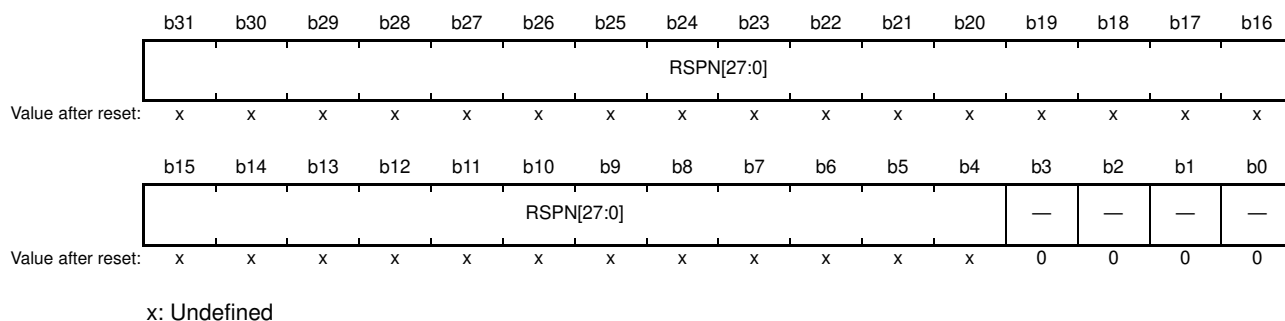 b31 b30 b29 b28 b27 b26 b25 b24 b23 b22 b21 b20 b19 b18 b17 b16
RSPN[27:0]
Value after reset: x x x x x x x x x x x x x x x x
b15 b14 b13 b12 b11 b10 b9 b8 b7 b6 b5 b4 b3 b2 b1 b0
RSPN[27:0] — — — —
Value after reset: x x x x x x x x x x x x 0 0 0 0
x: Undefined